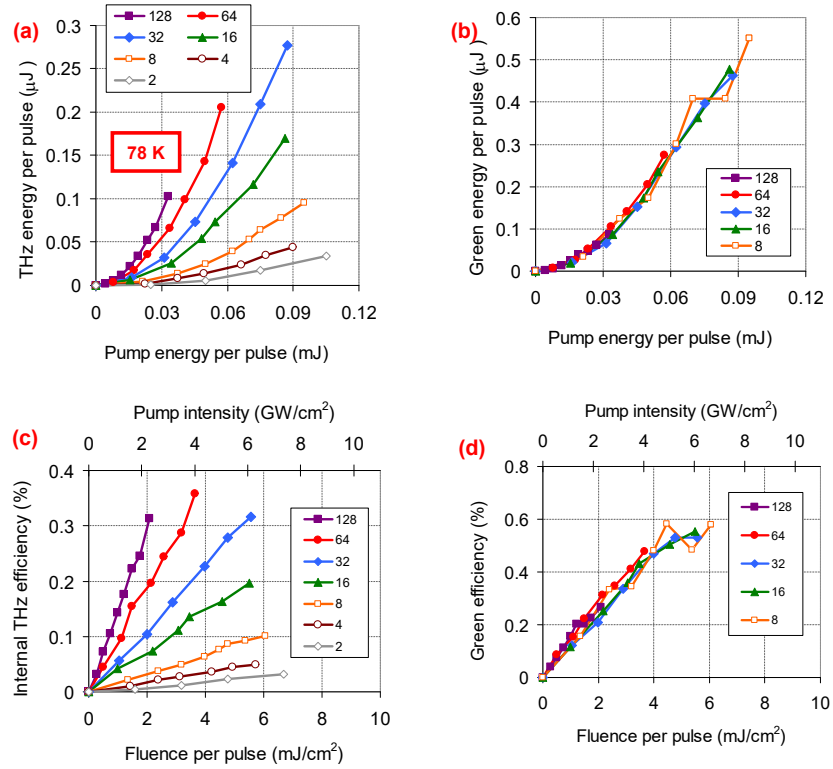 (a)
128 64
32 16
8 4
2
0.3
0.25
0.2
0.15
0.1
0.05
0
78 K
THz energy per pulse (μJ)
0.00 0.03 0.06 0.09 0.12
Pump energy per pulse (mJ)
(b)
0.6
0.5
0.4
0.3
0.2
0.1
0
128
64
32
16
8
Green energy per pulse (μJ)
0.00 0.03 0.06 0.09 0.12
Pump energy per pulse (mJ)
(c)
Pump intensity (GW/cm2)
0 2 4 6 8 10
0.4
0.3
0.2
0.1
0
128
64
32
16
8
4
2
Internal THz efficiency (%)
0 2 4 6 8 10
Fluence per pulse (mJ/cm2)
(d)
Pump intensity (GW/cm2)
0 2 4 6 8 10
0.8
0.6
0.4
0.2
0.0
128
64
32
16
8
Green efficiency (%)
0 2 4 6 8 10
Fluence per pulse (mJ/cm2)